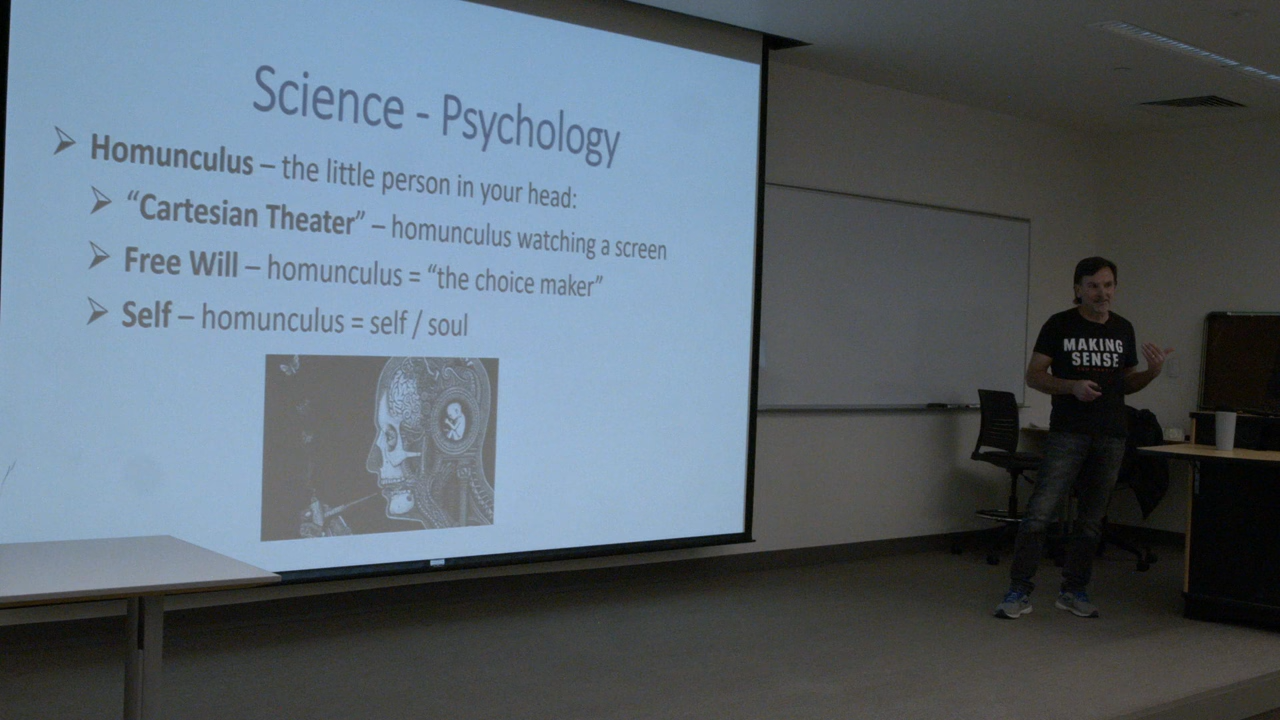 Science - Psychology
Homunculus – the little person in your head:
“Cartesian Theater” – homunculus watching a screen
Free Will – homunculus = “the choice maker”
Self – homunculus = self / soul
MAKING
SENSE